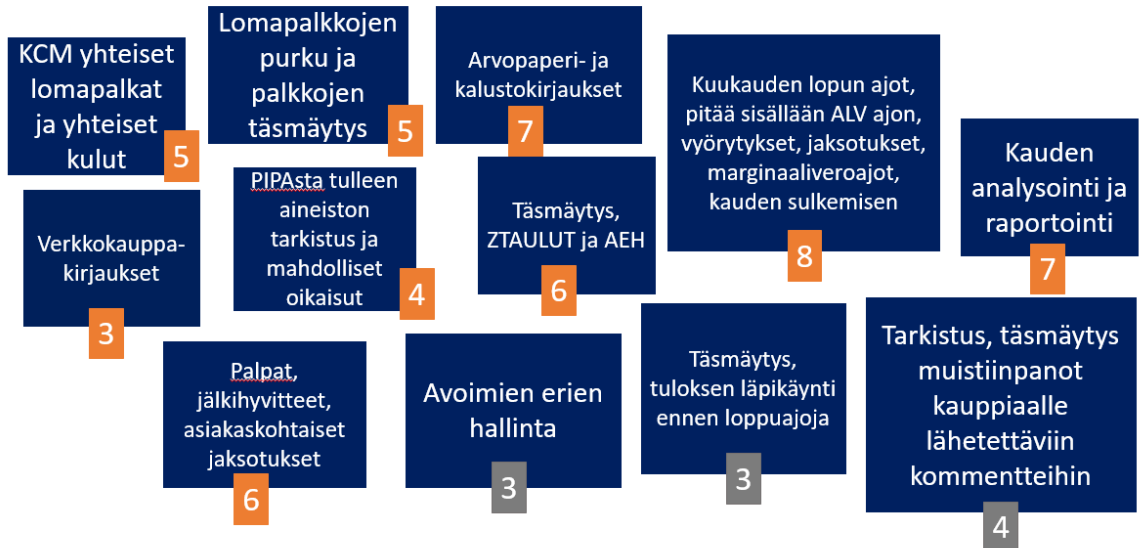 KCM yhteiset
lomapalkat
ja yhteiset
kulut
5
Lomapalkkojen
purku ja
palkkojen
täsmäytys
5
Arvopaperi- ja
kalustokirjaukset
7
Kuukauden lopun ajot,
pitää sisällään ALV ajon,
vyörytykset, jaksotukset,
marginaaliveroajot,
kauden sulkemisen
8
Kauden
analysointi ja
raportointi
7
Verkkokauppa-
kirjaukset
3
PIPAsta tulleen
aineiston
tarkistus ja
mahdolliset
oikaisut
4
Täsmäytys,
ZTAULUT ja AEH
6
Palpat,
jälkihyvitteet,
asiakaskohtaiset
jaksotukset
6
Avoimien erien
hallinta
3
Täsmäytys,
tuloksen läpikäynti
ennen loppuajoja
3
Tarkistus, täsmäytys
muistiinpanot
kauppiaalle
lähetettäviin
kommentteihin
4